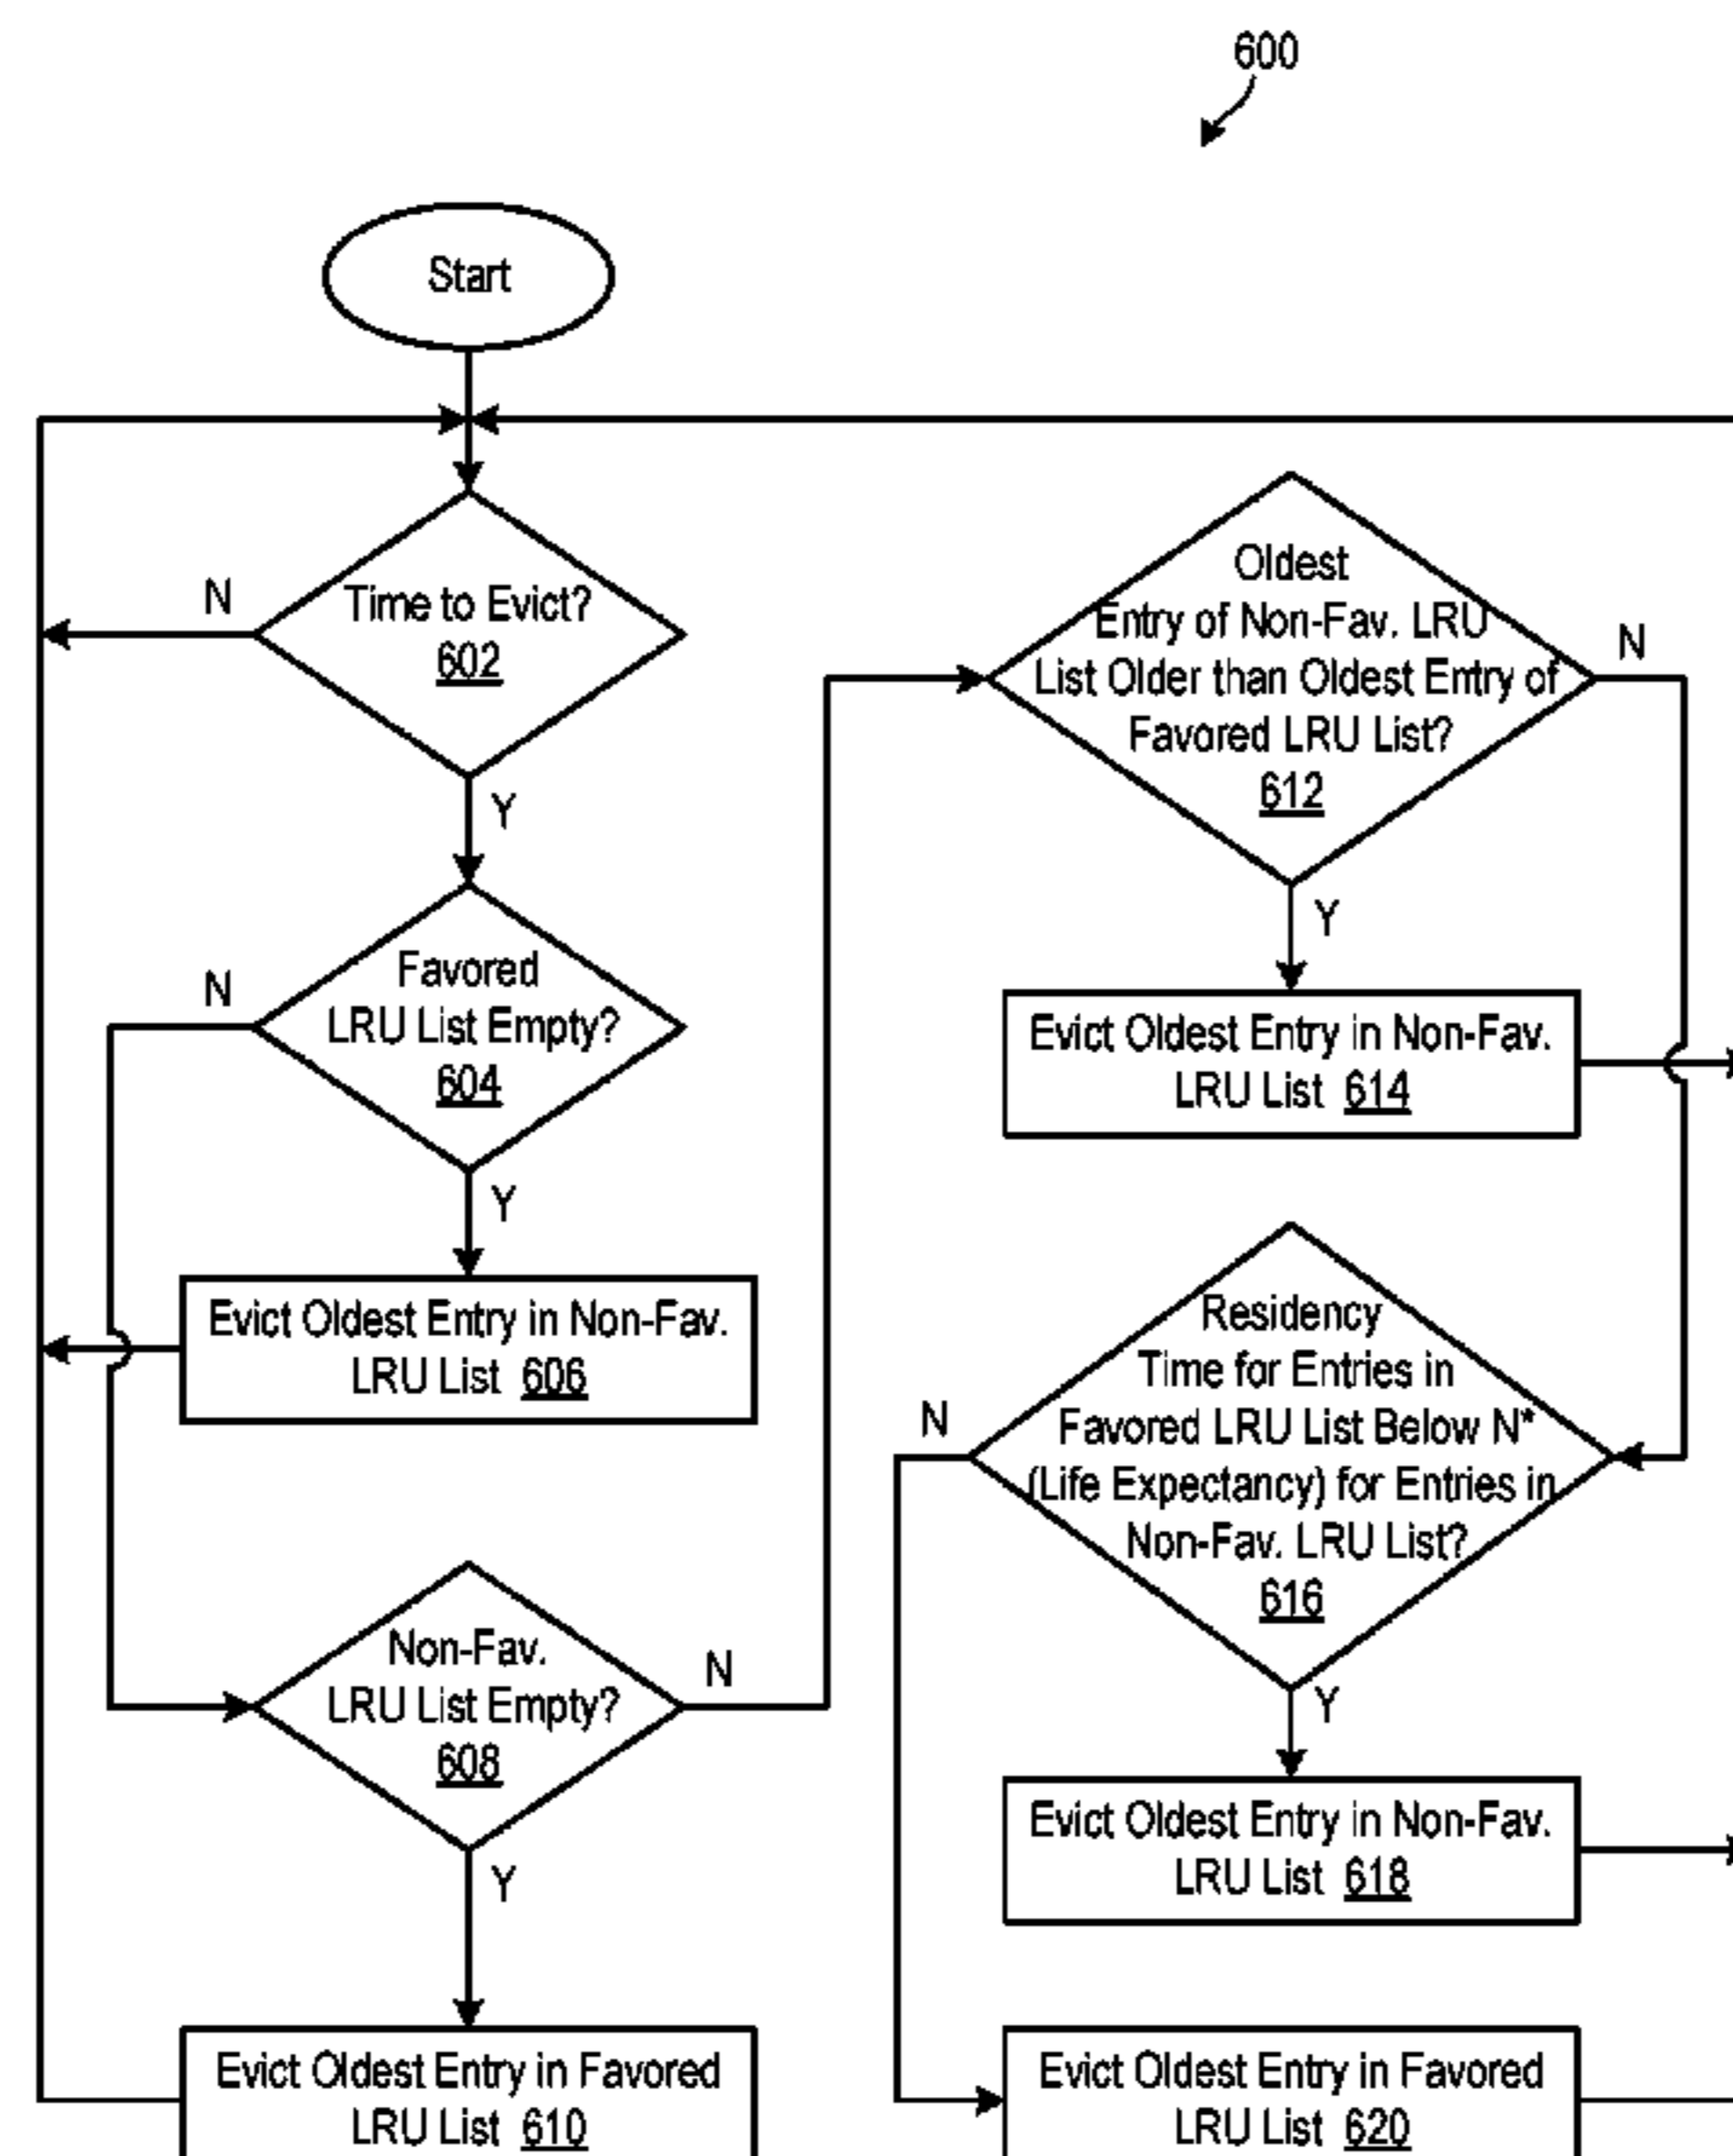 600
Start
Time to Evict?
602
N
Y
Favored
LRU List Empty?
604
N
Y
Evict Oldest Entry in Non-Fav.
LRU List 606
Non-Fav.
LRU List Empty?
608
N
Y
Evict Oldest Entry in Favored
LRU List 610
Oldest
Entry of Non-Fav. LRU
List Older than Oldest Entry of
Favored LRU List?
612
N
Y
Evict Oldest Entry in Non-Fav.
LRU List 614
Residency
Time for Entries in
Favored LRU List Below N*
(Life Expectancy) for Entries in
Non-Fav. LRU List?
616
N
Y
Evict Oldest Entry in Non-Fav.
LRU List 618
Evict Oldest Entry in Favored
LRU List 620